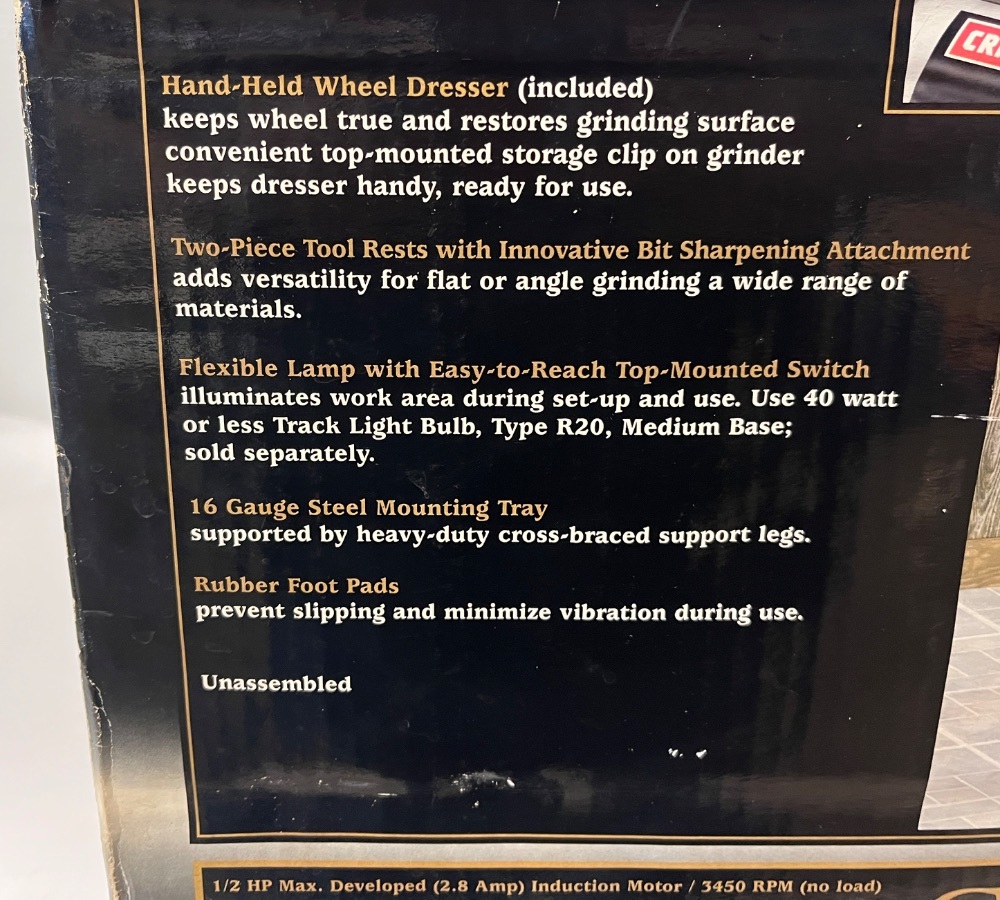 Hand-Held Wheel Dresser (included)
keeps wheel true and restores grinding surface
convenient top-mounted storage clip on grinder
keeps dresser handy, ready for use.
Two-Piece Tool Rests with Innovative Bit Sharpening Attachment
adds versatility for flat or angle grinding a wide range of
materials.
Flexible Lamp with Easy-to-Reach Top-Mounted Switch
illuminates work area during set-up and use. Use 40 watt
or less Track Light Bulb, Type R20, Medium Base;
sold separately.
16 Gauge Steel Mounting Tray
supported by heavy-duty cross-braced support legs.
Rubber Foot Pads
prevent slipping and minimize vibration during use.
Unassembled
1/2 HP Max. Developed (2.8 Amp) Induction Motor / 3450 RPM (no load)